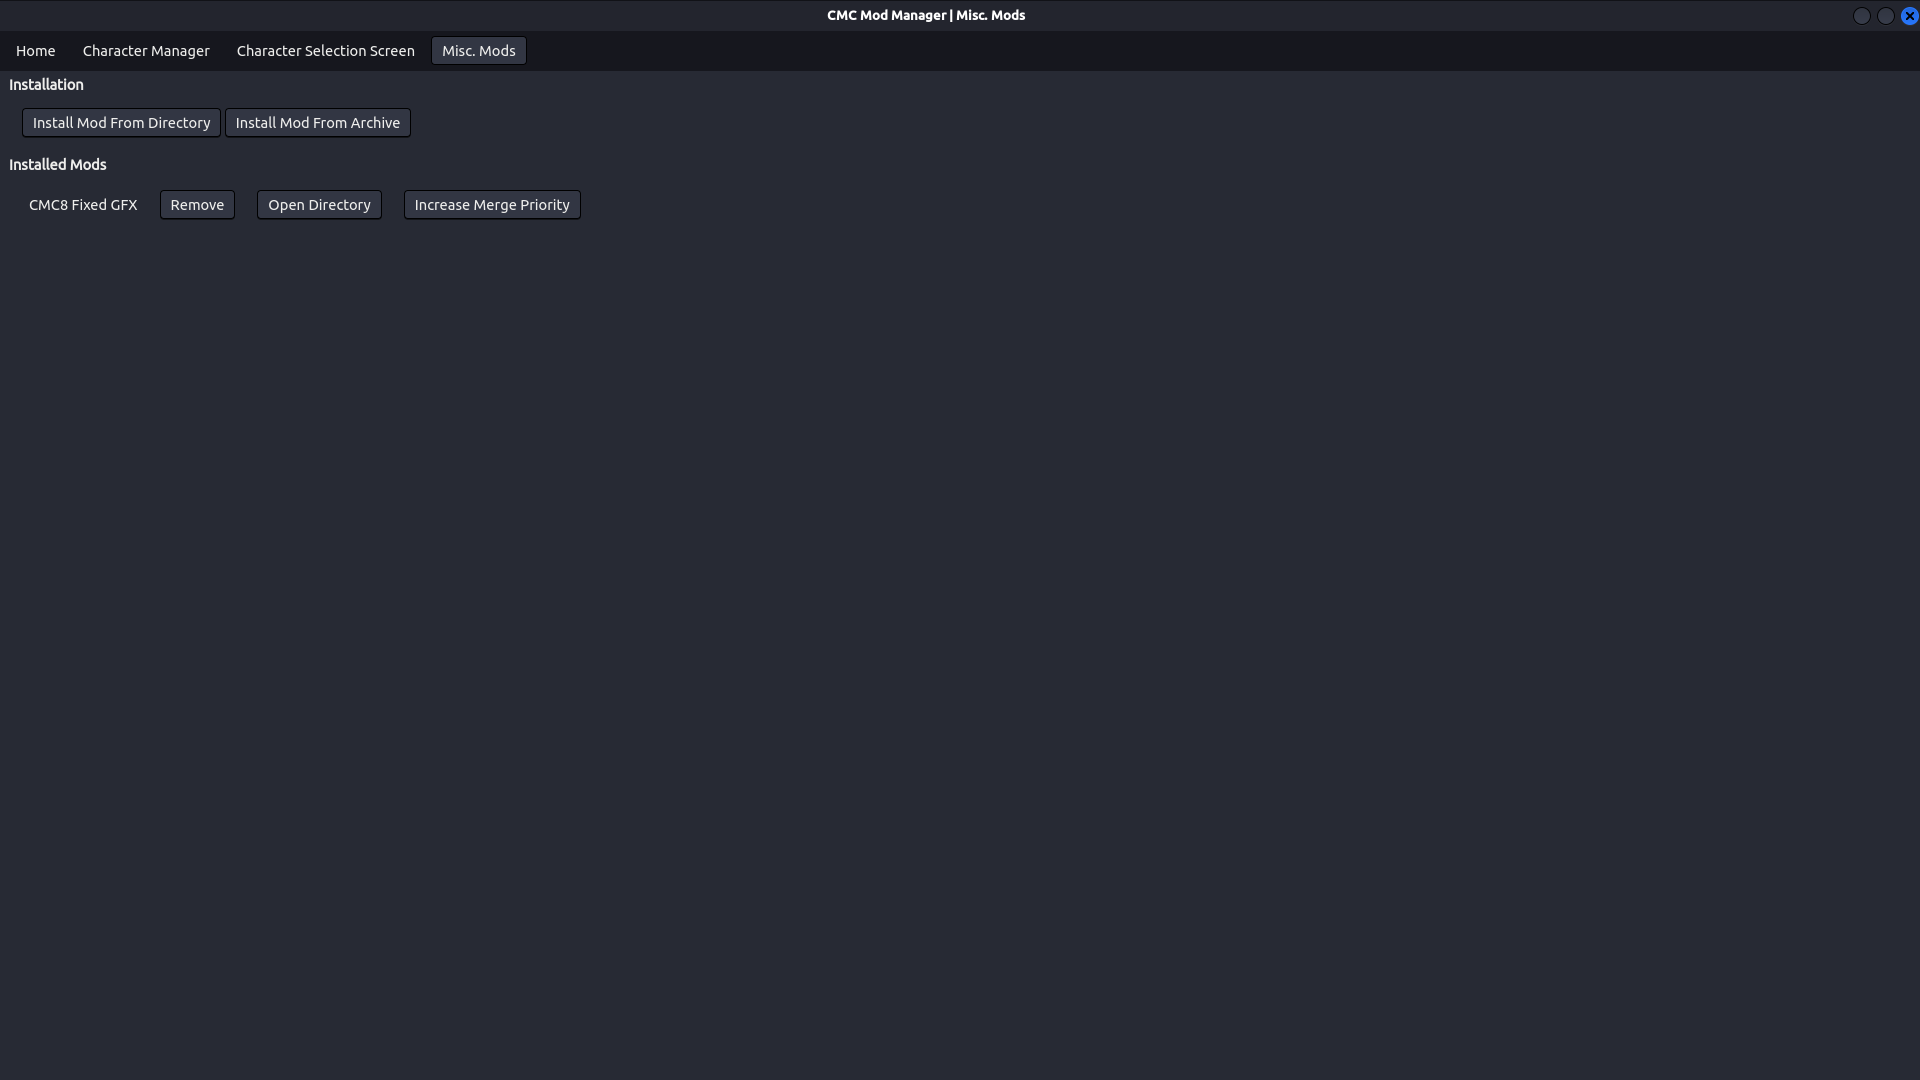 CMC Mod Manager | Misc. Mods
Home Character Manager Character Selection Screen Misc. Mods
Installation
Install Mod From Directory Install Mod From Archive
Installed Mods
CMC8 Fixed GFX Remove Open Directory Increase Merge Priority